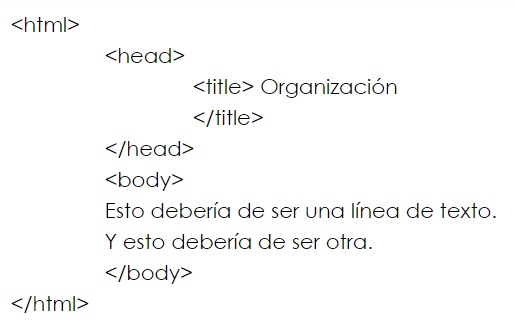 <html>
<head>
<title> Organización
</title>
</head>
<body>
Esto debería de ser una línea de texto.
Y esto debería de ser otra.
</body>
</html>